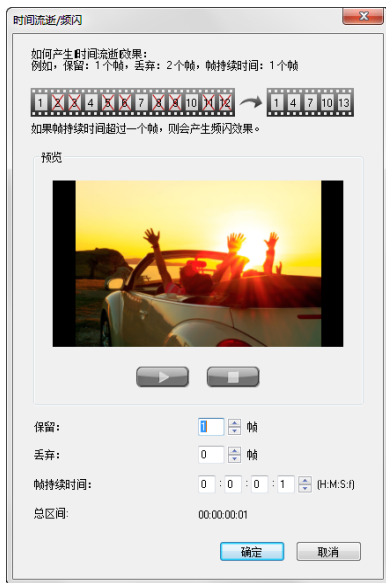 时间流逝/频闪
如何产生时间流逝效果：
例如，保留：1个帧，丢弃：2个帧，帧持续时间：1个帧
1 2 3 4 5 6 7 8 9 10 11 12 1 4 7 10 13
如果帧持续时间超过一个帧，则会产生频闪效果。
预览
保留： 1 帧
丢弃： 0 帧
帧持续时间： 0 : 0 : 0 : 1 (H:M:S:f)
总区间: 00:00:00:01
确定 取消